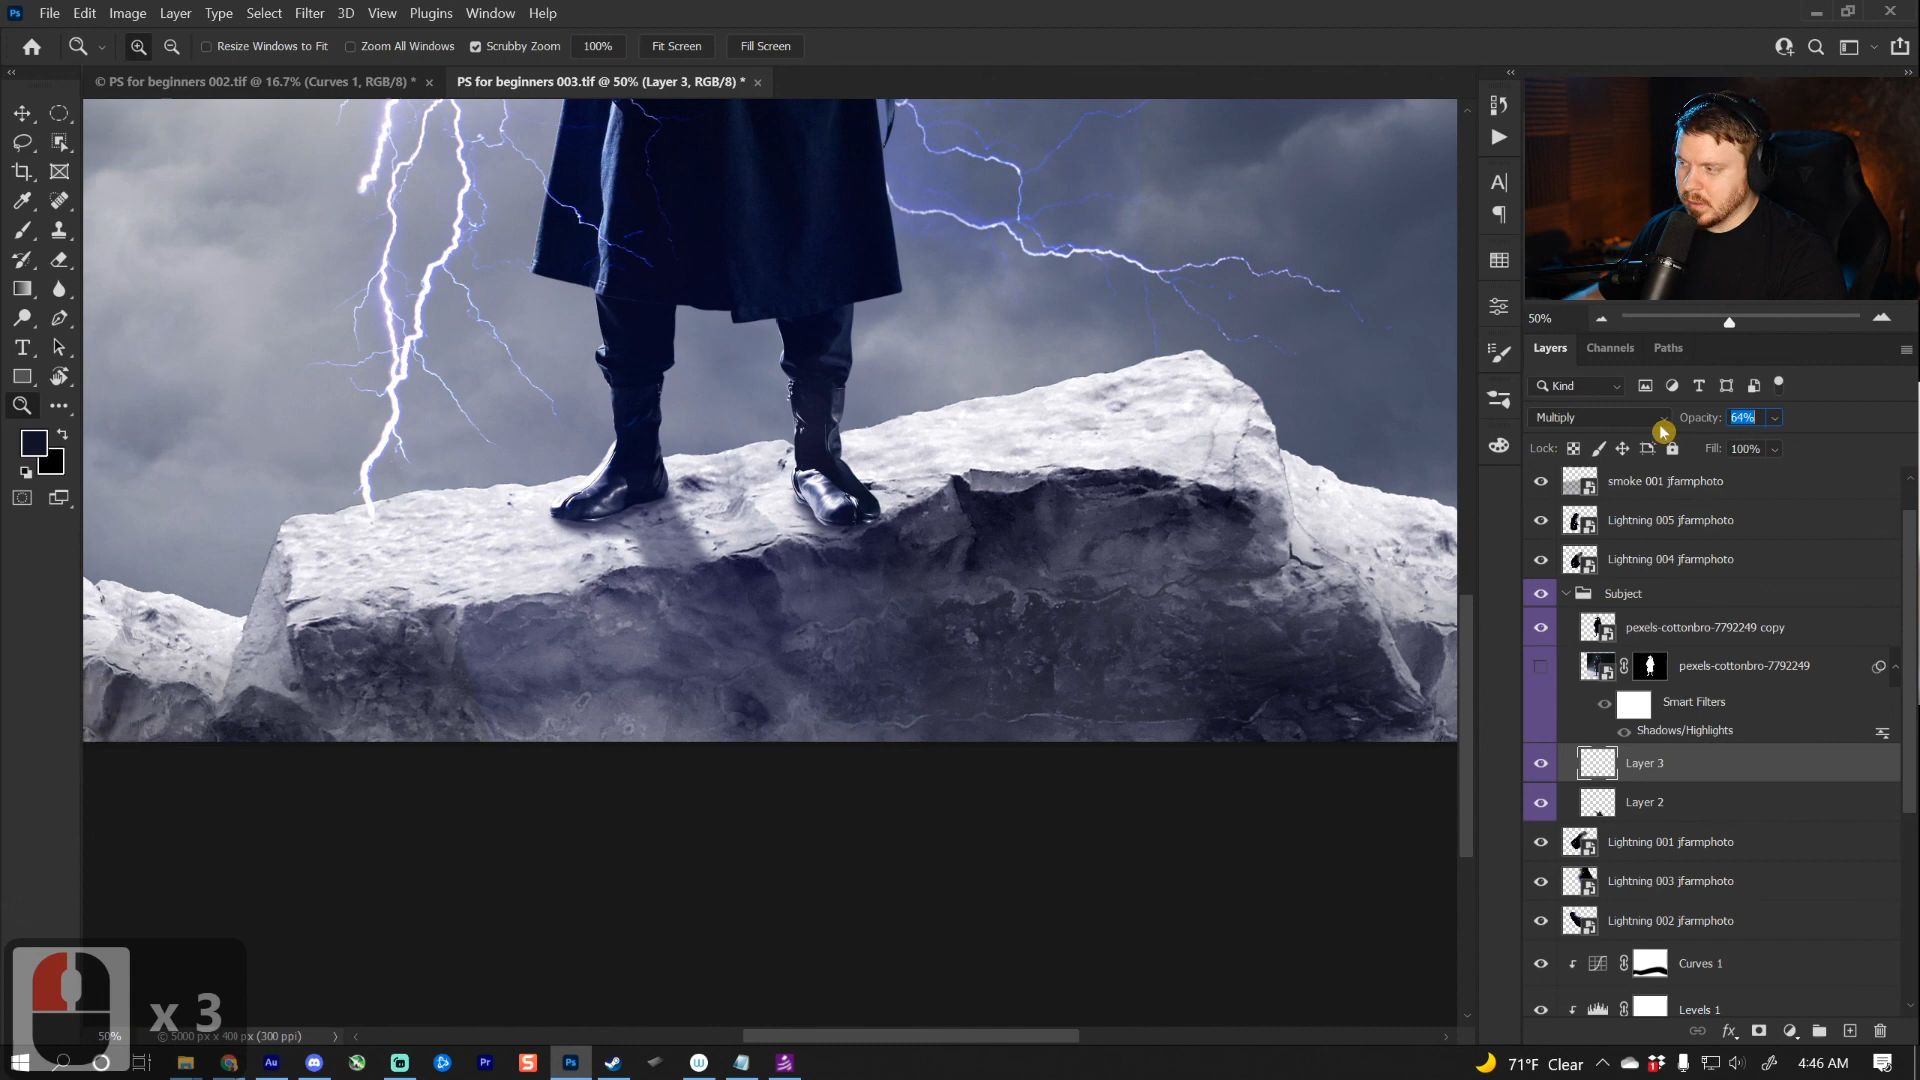 Ps File Edit Image Layer Type Select Filter 3D View Plugins Window Help
Resize Windows to Fit Zoom All Windows Scrubby Zoom 100% Fit Screen Fill Screen
© PS for beginners 002.tif @ 16.7% (Curves 1, RGB/8) * × PS for beginners 003.tif @ 50% (Layer 3, RGB/8) * ×
50%
Layers Channels Paths
Kind
Multiply Opacity: 64%
Lock: Fill: 100%
smoke 001 jfarmphoto
Lightning 005 jfarmphoto
Lightning 004 jfarmphoto
Subject
pexels-cottonbro-7792249 copy
pexels-cottonbro-7792249
Smart Filters
Shadows/Highlights
Layer 3
Layer 2
Lightning 001 jfarmphoto
Lightning 003 jfarmphoto
Lightning 002 jfarmphoto
Curves 1
Levels 1
x 3
50% © 5000 px x 400 px (300 ppi)
Au Pr S Ps W
71°F Clear 4:46 AM